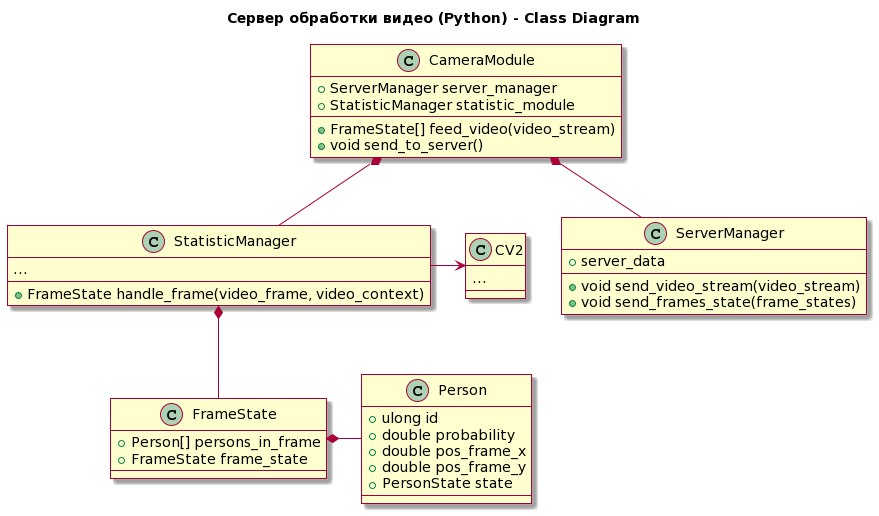 Сервер обработки видео (Python) - Class Diagram
C CameraModule
ServerManager server_manager
StatisticManager statistic_module
FrameState[] feed_video(video_stream)
void send_to_server()
C StatisticManager
...
FrameState handle_frame(video_frame, video_context)
C CV2
...
C ServerManager
server_data
void send_video_stream(video_stream)
void send_frames_state(frame_states)
C FrameState
Person[] persons_in_frame
FrameState frame_state
C Person
ulong id
double probability
double pos_frame_x
double pos_frame_y
PersonState state